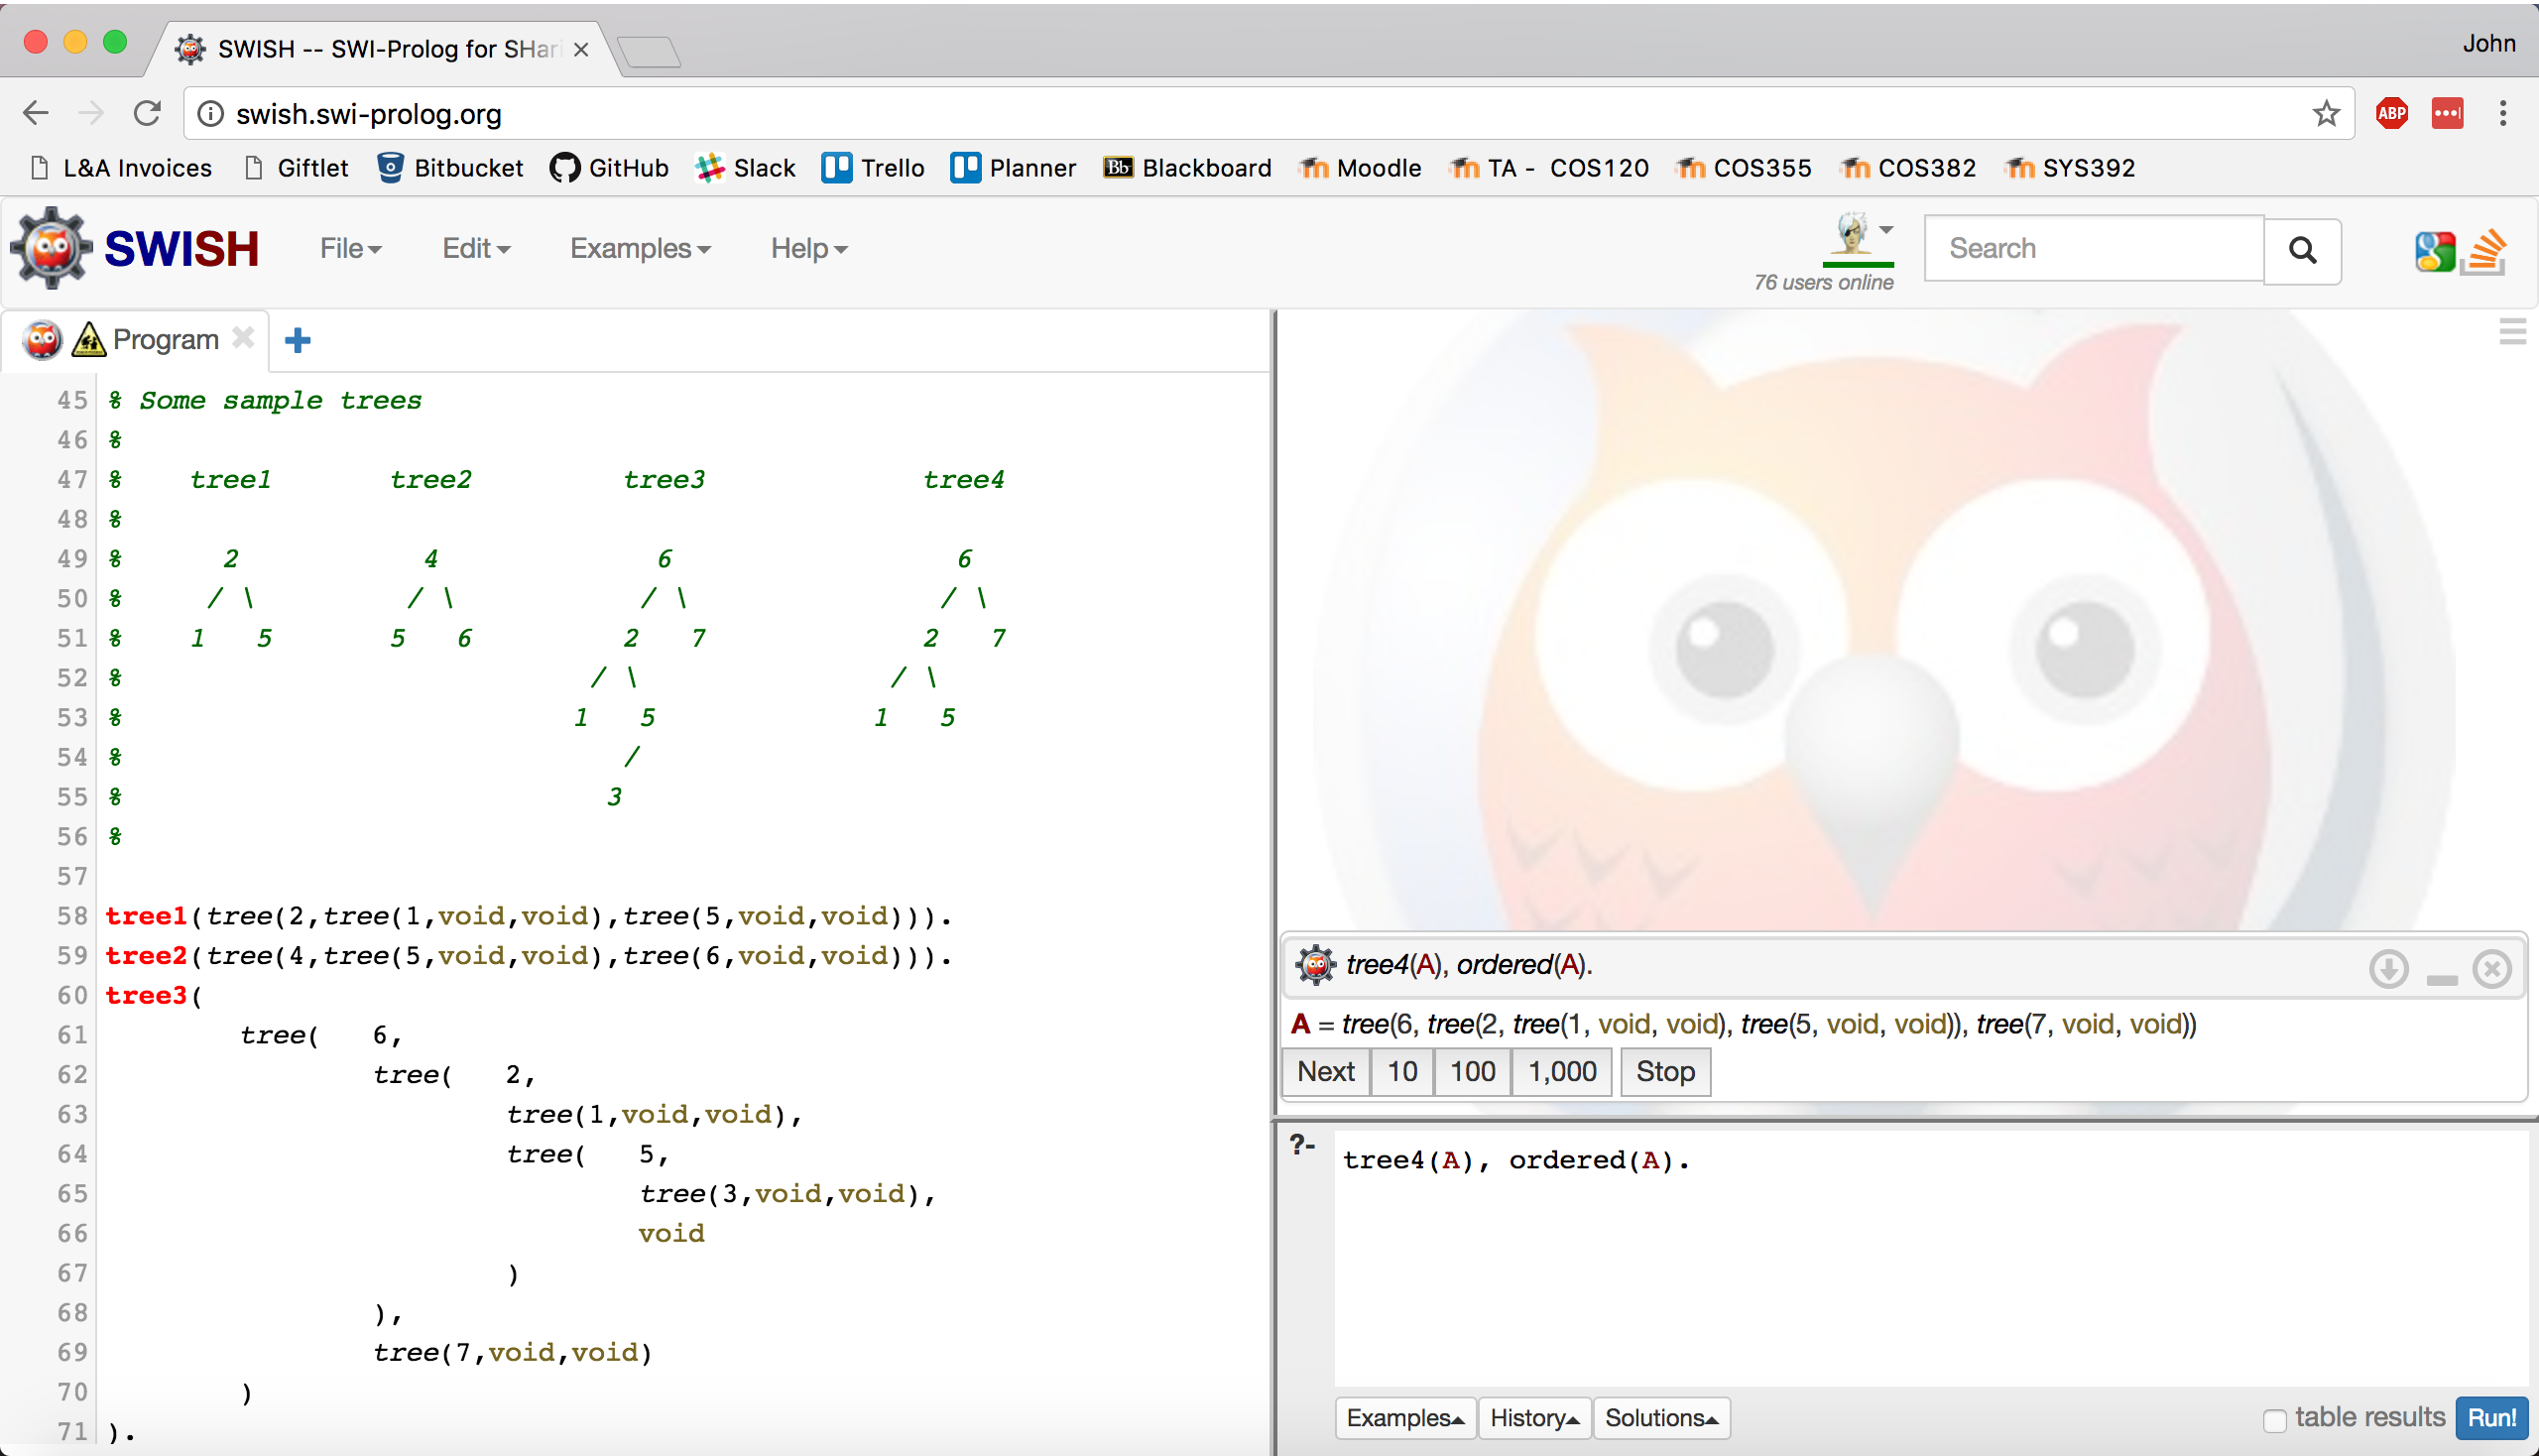 SWISH -- SWI-Prolog for SHari
John
swish.swi-prolog.org
ABP
L&A Invoices Giftlet Bitbucket GitHub Slack Trello Planner Bb Blackboard Moodle TA - COS120 COS355 COS382 SYS392
SWISH File Edit Examples Help
76 users online
Search
Program
45 % Some sample trees
46 %
47 % tree1 tree2 tree3 tree4
48 %
49 % 2 4 6 6
50 % / \ / \ / \ / \
51 % 1 5 5 6 2 7 2 7
52 % / \ / \
53 % 1 5 1 5
54 % /
55 % 3
56 %
57
58 tree1(tree(2,tree(1,void,void),tree(5,void,void))).
59 tree2(tree(4,tree(5,void,void),tree(6,void,void))).
60 tree3(
61 tree( 6,
62 tree( 2,
63 tree(1,void,void),
64 tree( 5,
65 tree(3,void,void),
66 void
67 )
68 ),
69 tree(7,void,void)
70 )
71 ).
tree4(A), ordered(A).
A = tree(6, tree(2, tree(1, void, void), tree(5, void, void)), tree(7, void, void))
Next 10 100 1,000 Stop
?- tree4(A), ordered(A).
Examples History Solutions
table results Run!